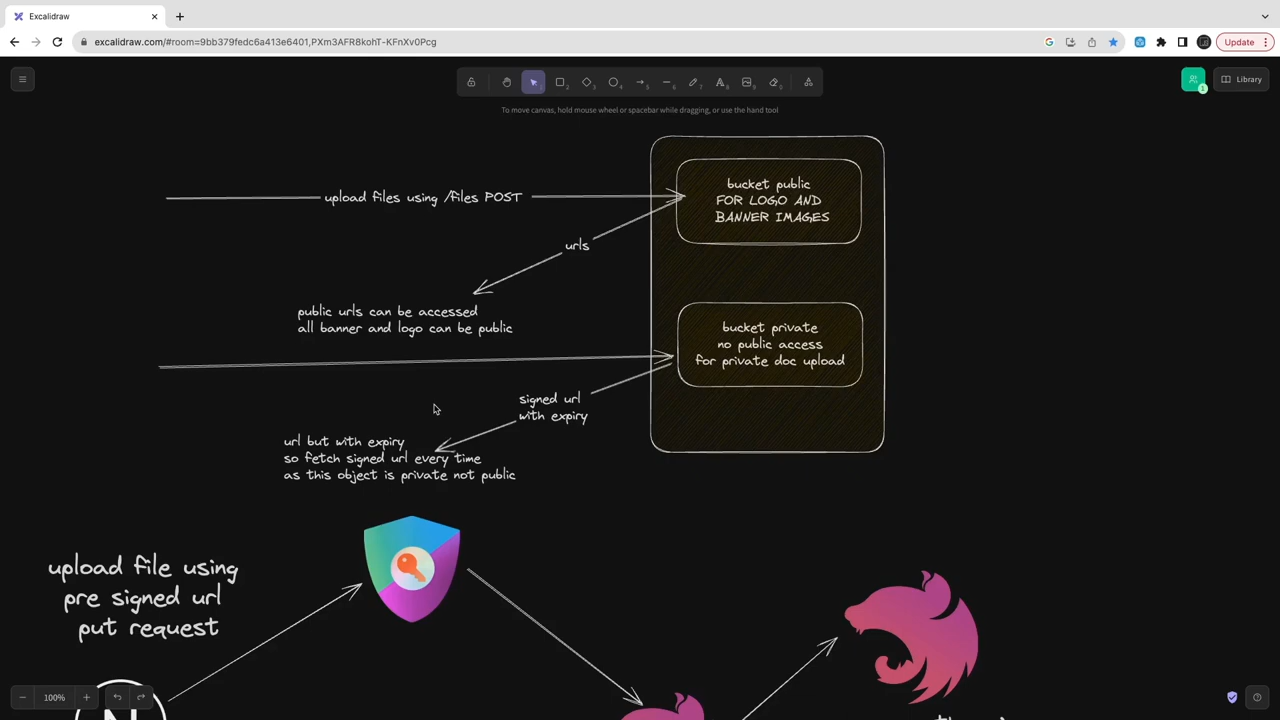 Excalidraw
excalidraw.com/#room=9bb379fedc6a413e6401,PXm3AFR8kohT-KFnXv0Pcg
Update
Library
1
To move canvas, hold mouse wheel or spacebar while dragging, or use the hand tool
upload files using /files POST
bucket public
FOR LOGO AND
BANNER IMAGES
urls
public urls can be accessed
all banner and logo can be public
bucket private
no public access
for private doc upload
signed url
with expiry
url but with expiry
so fetch signed url every time
as this object is private not public
upload file using
pre signed url
put request
100%